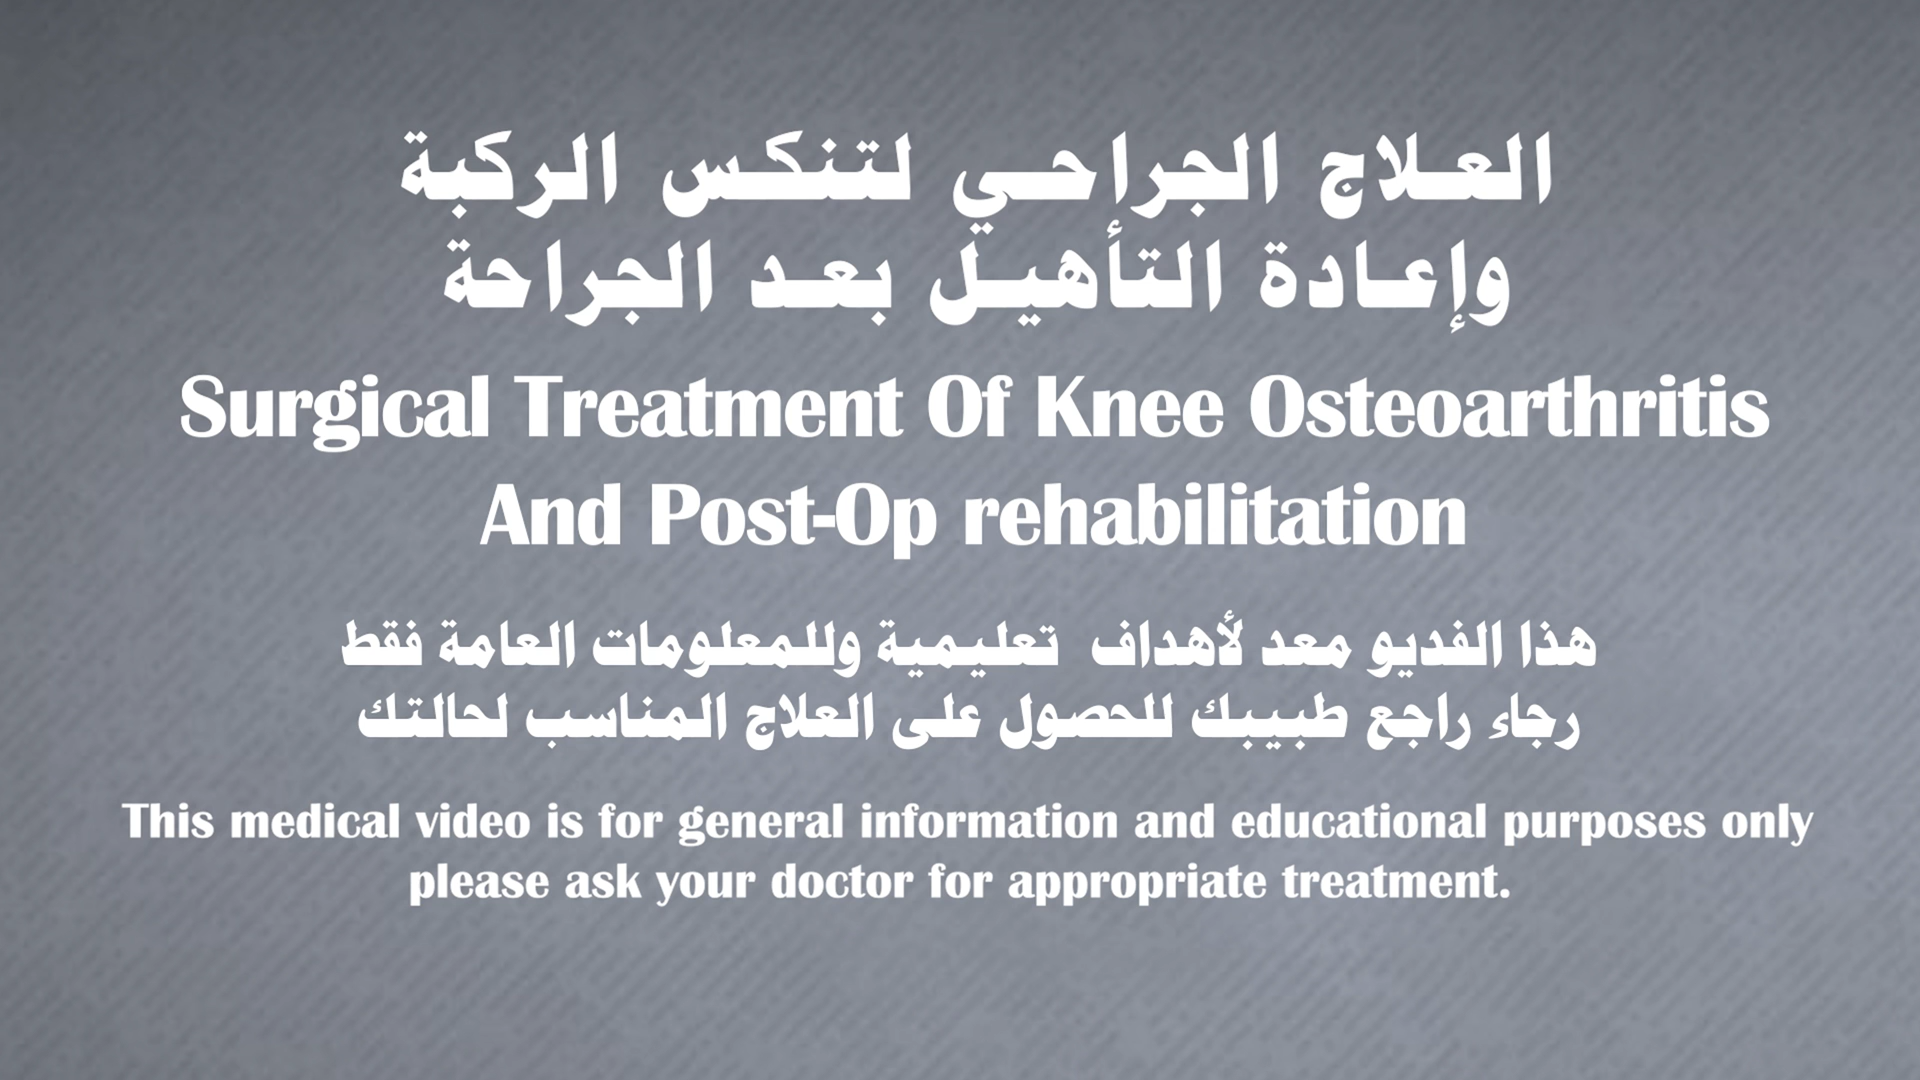 العلاج الجراحي لتنكس الركبة
وإعادة التأهيل بعد الجراحة
Surgical Treatment Of Knee Osteoarthritis
And Post-Op rehabilitation
هذا الفديو معد لأهداف تعليمية وللمعلومات العامة فقط
رجاء راجع طبيبك للحصول على العلاج المناسب لحالتك
This medical video is for general information and educational purposes only
please ask your doctor for appropriate treatment.